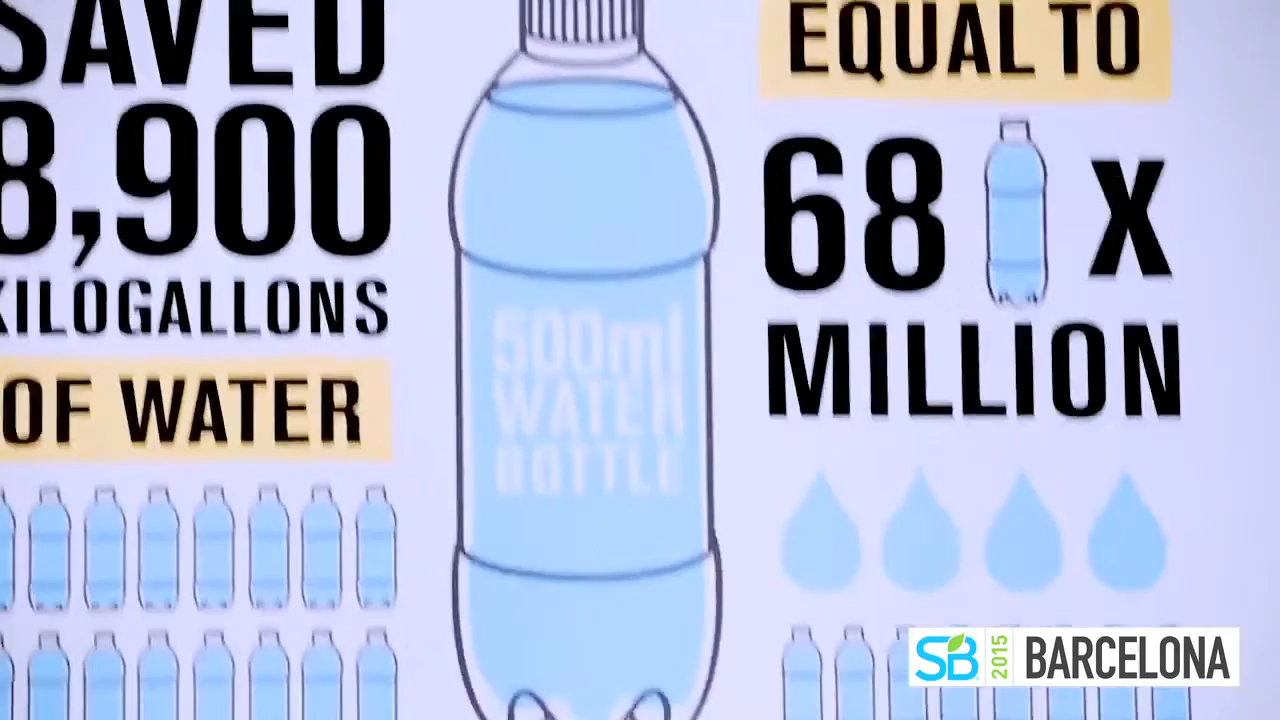 SAVED
8,900
KILOGALLONS
OF WATER
500ml
WATER
BOTTLE
EQUAL TO
68 X
MILLION
SB 2015 BARCELONA